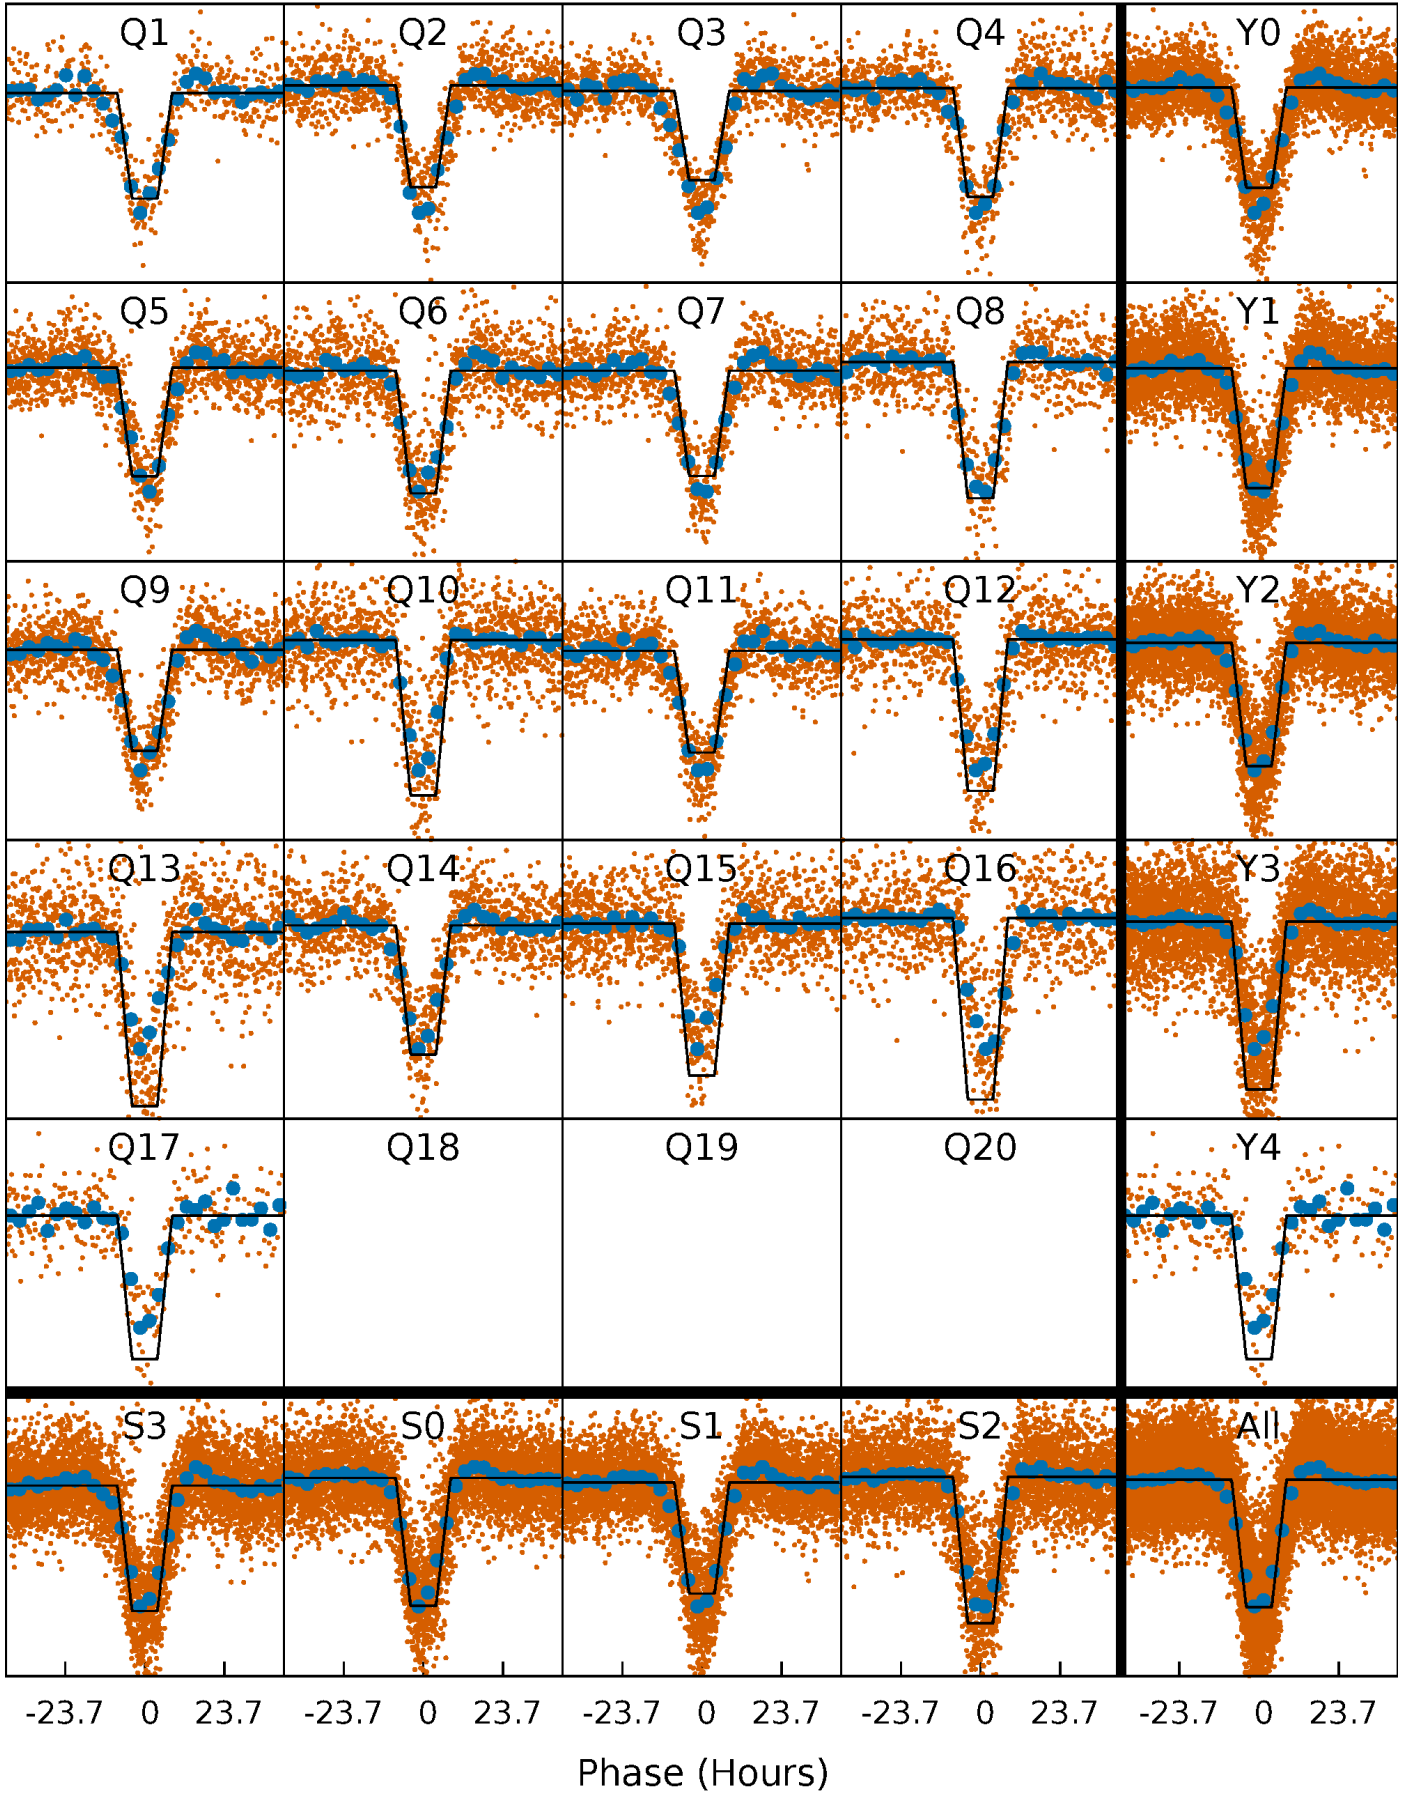 Q1 Q2 Q3 Q4 Y0
Q5 Q6 Q7 Q8 Y1
Q9 Q10 Q11 Q12 Y2
Q13 Q14 Q15 Q16 Y3
Q17 Q18 Q19 Q20 Y4
S3 S0 S1 S2 All
-23.7 0 23.7 -23.7 0 23.7 -23.7 0 23.7 -23.7 0 23.7 -23.7 0 23.7
Phase (Hours)